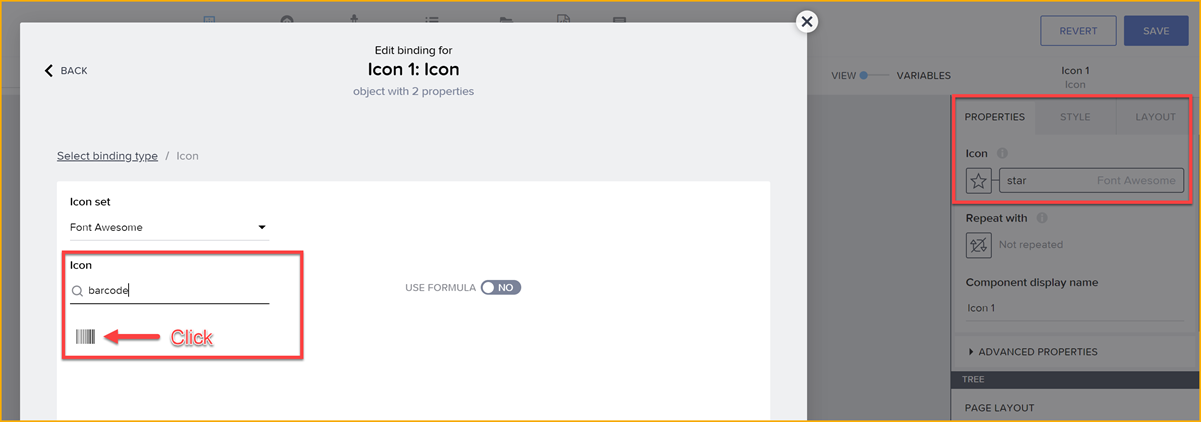 REVERT
SAVE
Edit binding for
BACK
Icon 1: Icon
object with 2 properties
VIEW
VARIABLES
Icon 1
Icon
PROPERTIES
STYLE
LAYOUT
Select binding type / Icon
Icon
star
Font Awesome
Icon set
Font Awesome
Repeat with
Not repeated
Icon
barcode
USE FORMULA
NO
Component display name
Icon 1
Click
ADVANCED PROPERTIES
TREE
PAGE LAYOUT